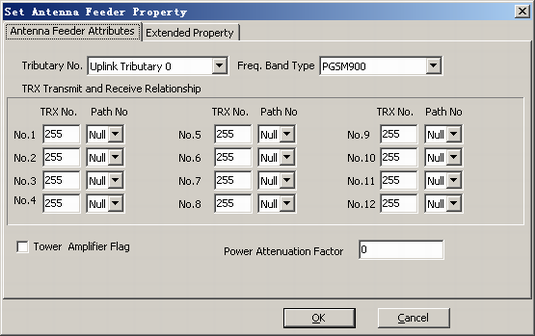 Set Antenna Feeder Property
Antenna Feeder Attributes Extended Property
Tributary No. Uplink Tributary 0 Freq. Band Type PGSM900
TRX Transmit and Receive Relationship
TRX No. Path No TRX No. Path No TRX No. Path No
No.1 255 Null No.5 255 Null No.9 255 Null
No.2 255 Null No.6 255 Null No.10 255 Null
No.3 255 Null No.7 255 Null No.11 255 Null
No.4 255 Null No.8 255 Null No.12 255 Null
Tower Amplifier Flag Power Attenuation Factor 0
OK Cancel